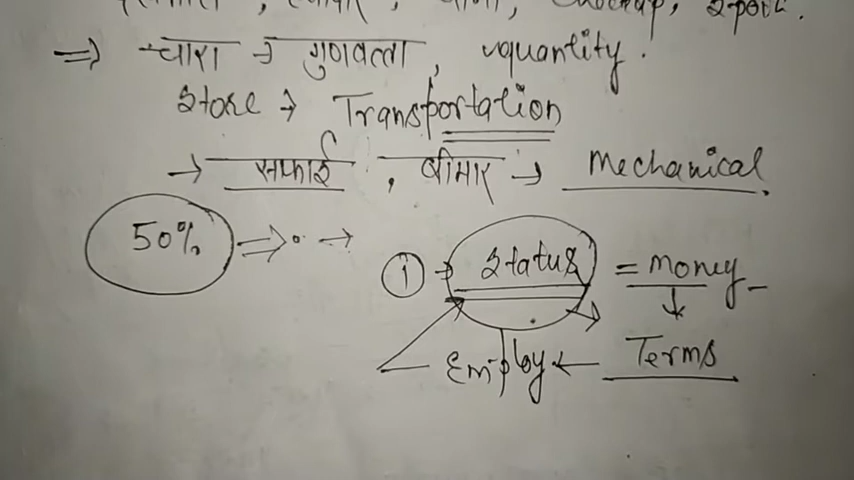 ⇒ चारा → गुणवत्ता, quantity.
Store → Transportation
→ सफाई, बीमार → Mechanical.
50% ⇒ • → ① → Status = Money
Employ ← Terms